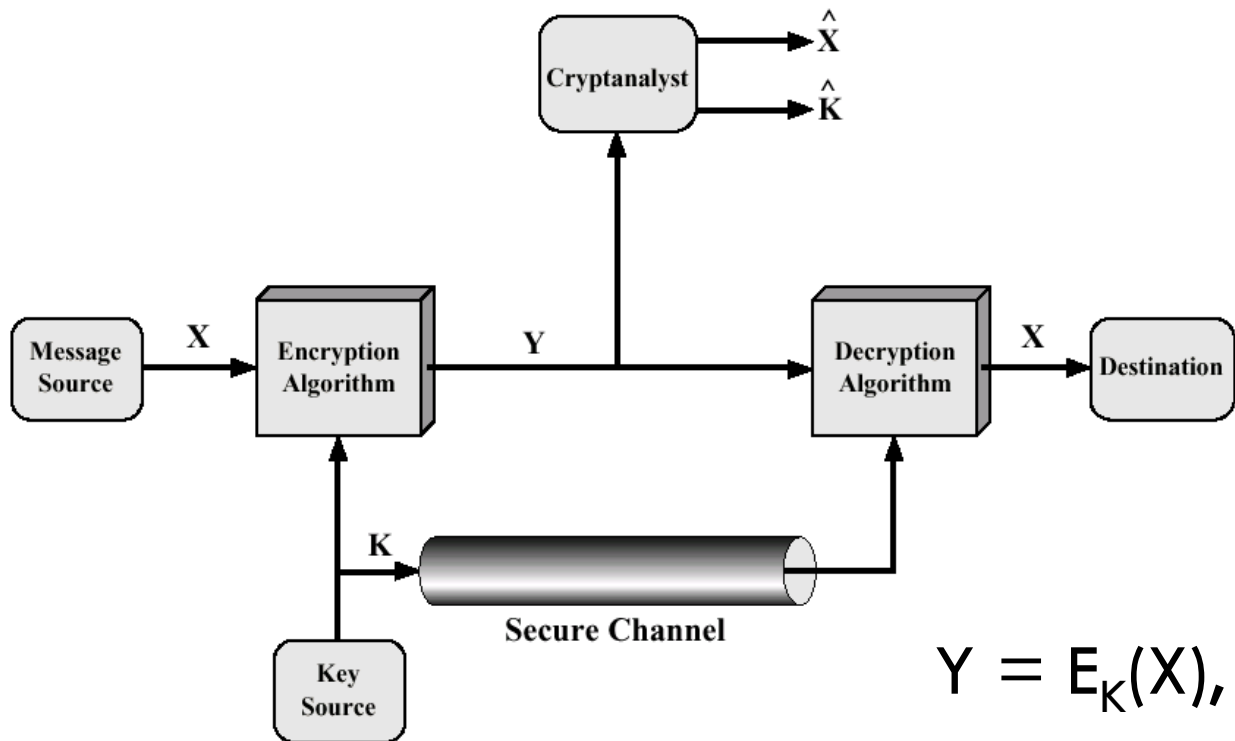 X̂
Cryptanalyst
K̂
Message
Source
X
Encryption
Algorithm
Y
Decryption
Algorithm
X
Destination
K
Secure Channel
Key
Source
Y = E_K(X),